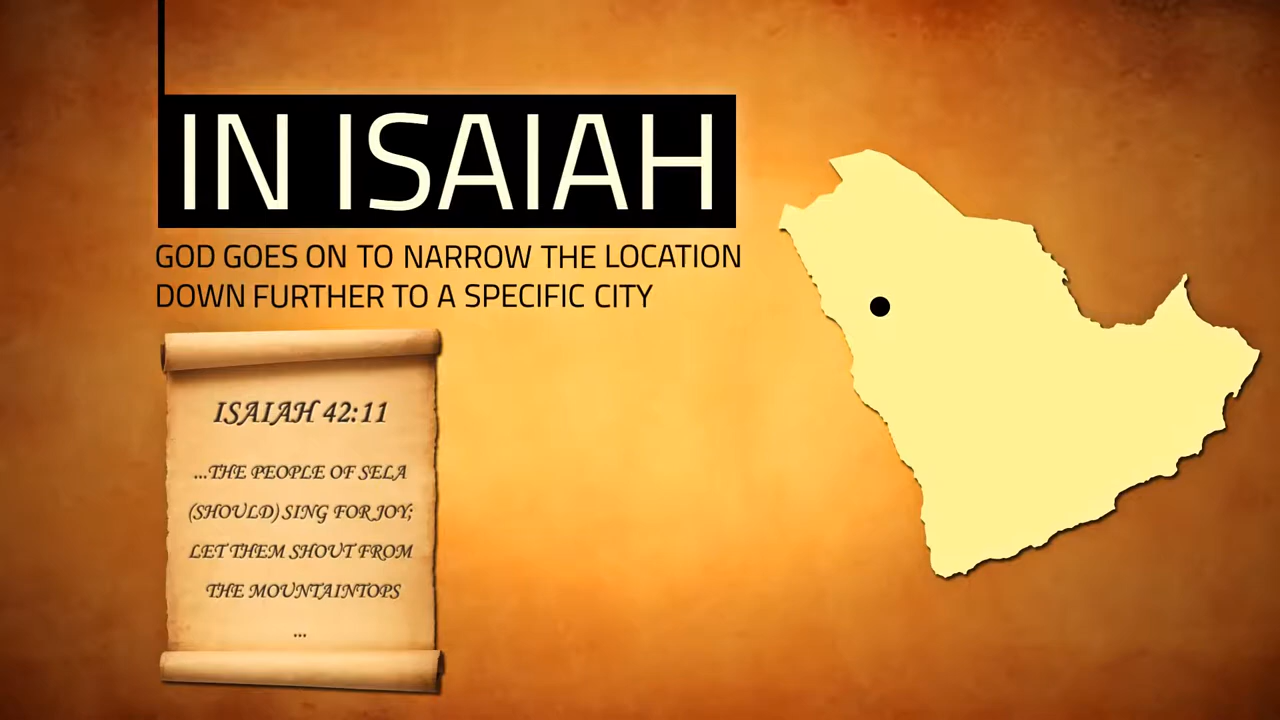 IN ISAIAH
GOD GOES ON TO NARROW THE LOCATION
DOWN FURTHER TO A SPECIFIC CITY
ISAIAH 42:11
...THE PEOPLE OF SELA
(SHOULD) SING FOR JOY;
LET THEM SHOUT FROM
THE MOUNTAINTOPS
...